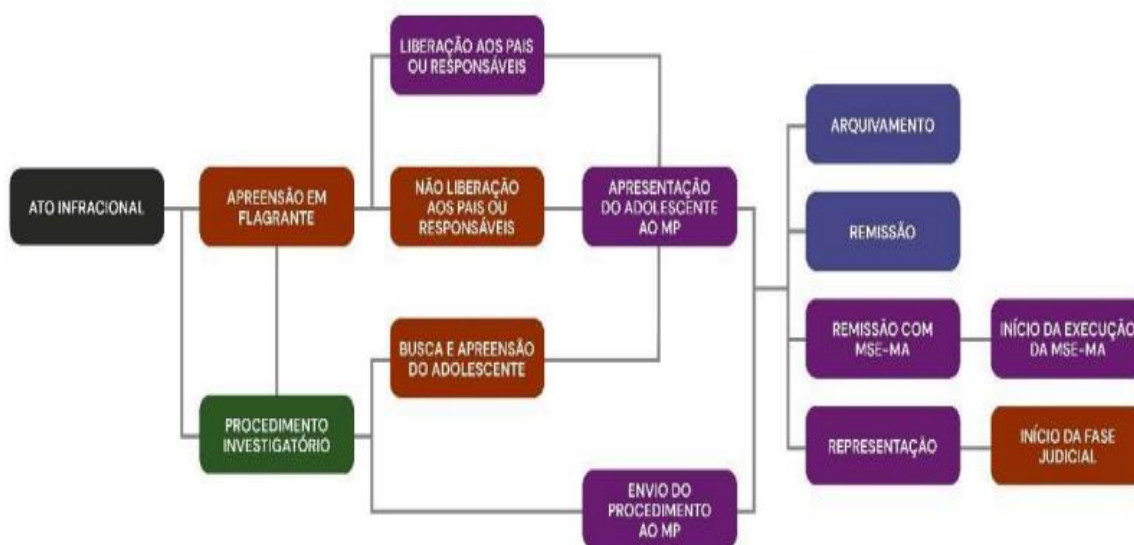 LIBERAÇÃO AOS PAIS
OU RESPONSÁVEIS
ATO INFRACIONAL
APREENSÃO EM
FLAGRANTE
NÃO LIBERAÇÃO
AOS PAIS OU
RESPONSÁVEIS
APRESENTAÇÃO
DO ADOLESCENTE
AO MP
BUSCA E APREENSÃO
DO ADOLESCENTE
PROCEDIMENTO
INVESTIGATÓRIO
ENVIO DO
PROCEDIMENTO
AO MP
ARQUIVAMENTO
REMISSÃO
REMISSÃO COM
MSE-MA
INÍCIO DA EXECUÇÃO
DA MSE-MA
REPRESENTAÇÃO
INÍCIO DA FASE
JUDICIAL